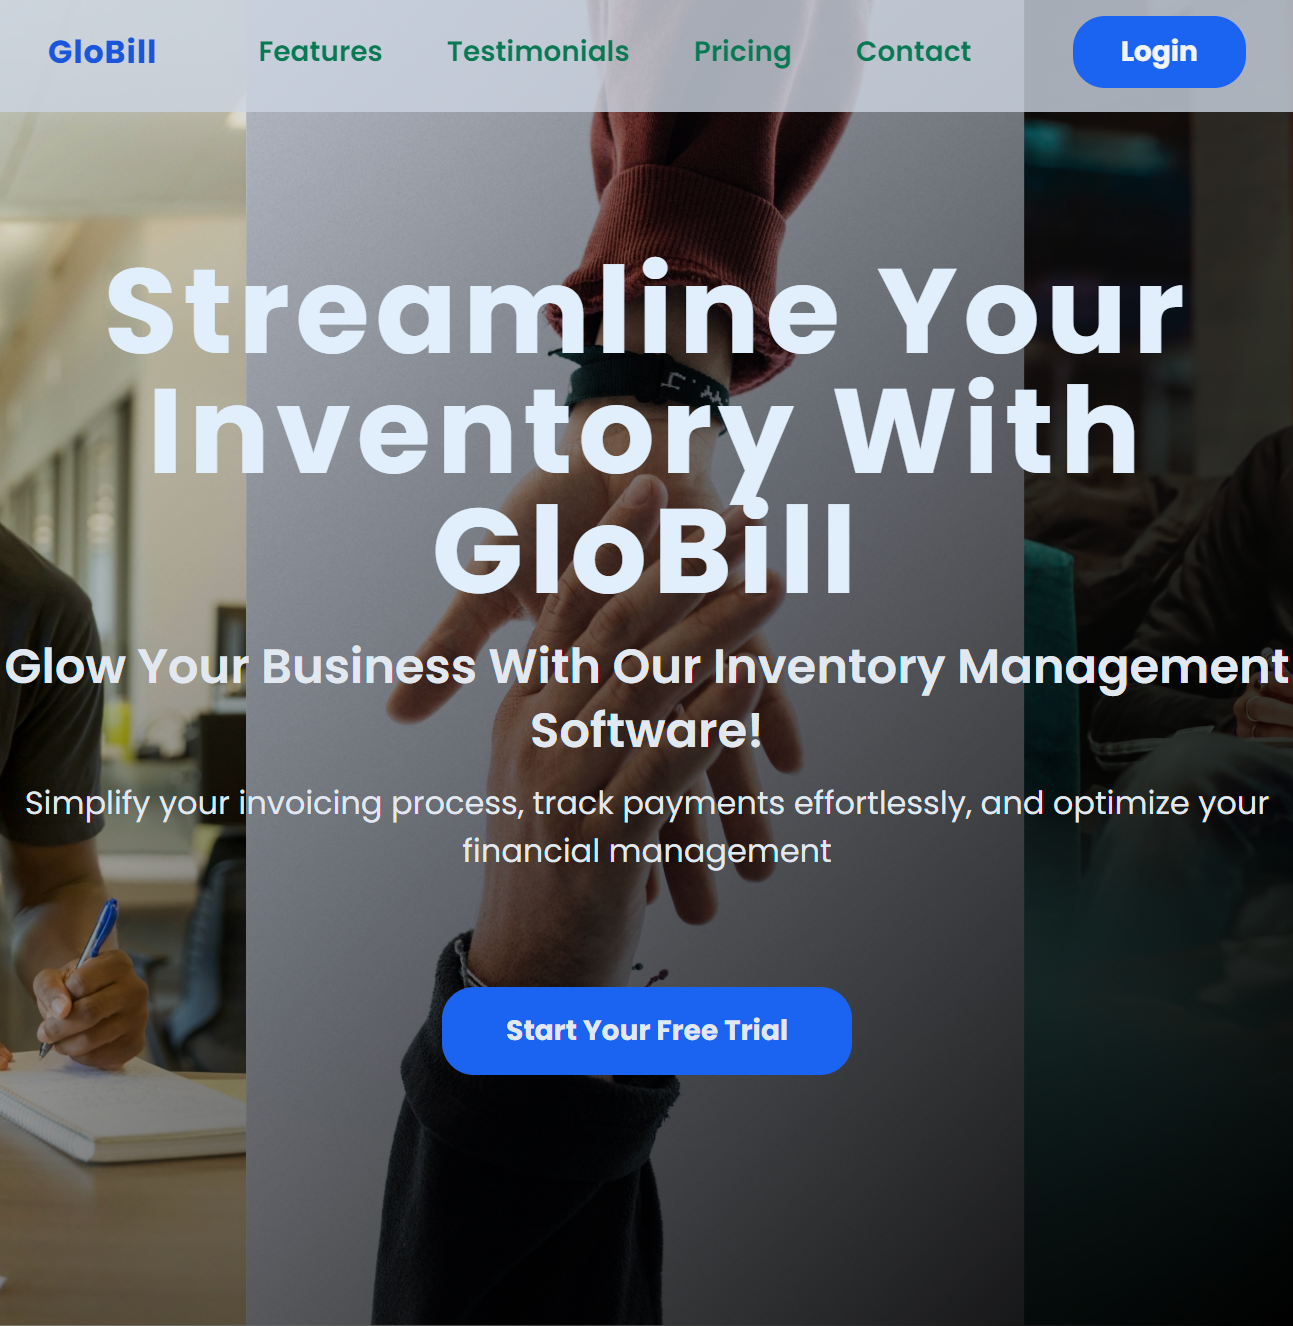 GloBill Features Testimonials Pricing Contact Login
Streamline Your
Inventory With
GloBill
Glow Your Business With Our Inventory Management
Software!
Simplify your invoicing process, track payments effortlessly, and optimize your
financial management
Start Your Free Trial